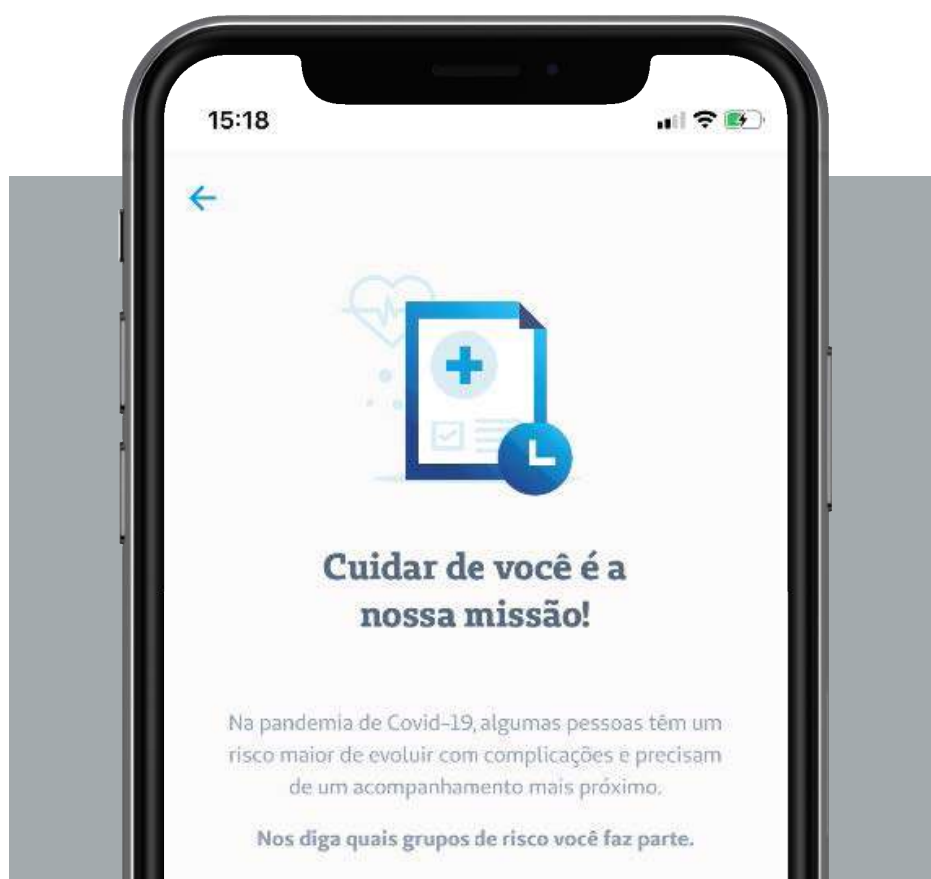 15:18
Cuidar de você é a
nossa missão!
Na pandemia de Covid-19, algumas pessoas têm um
risco maior de evoluir com complicações e precisam
de um acompanhamento mais próximo.
Nos diga quais grupos de risco você faz parte.